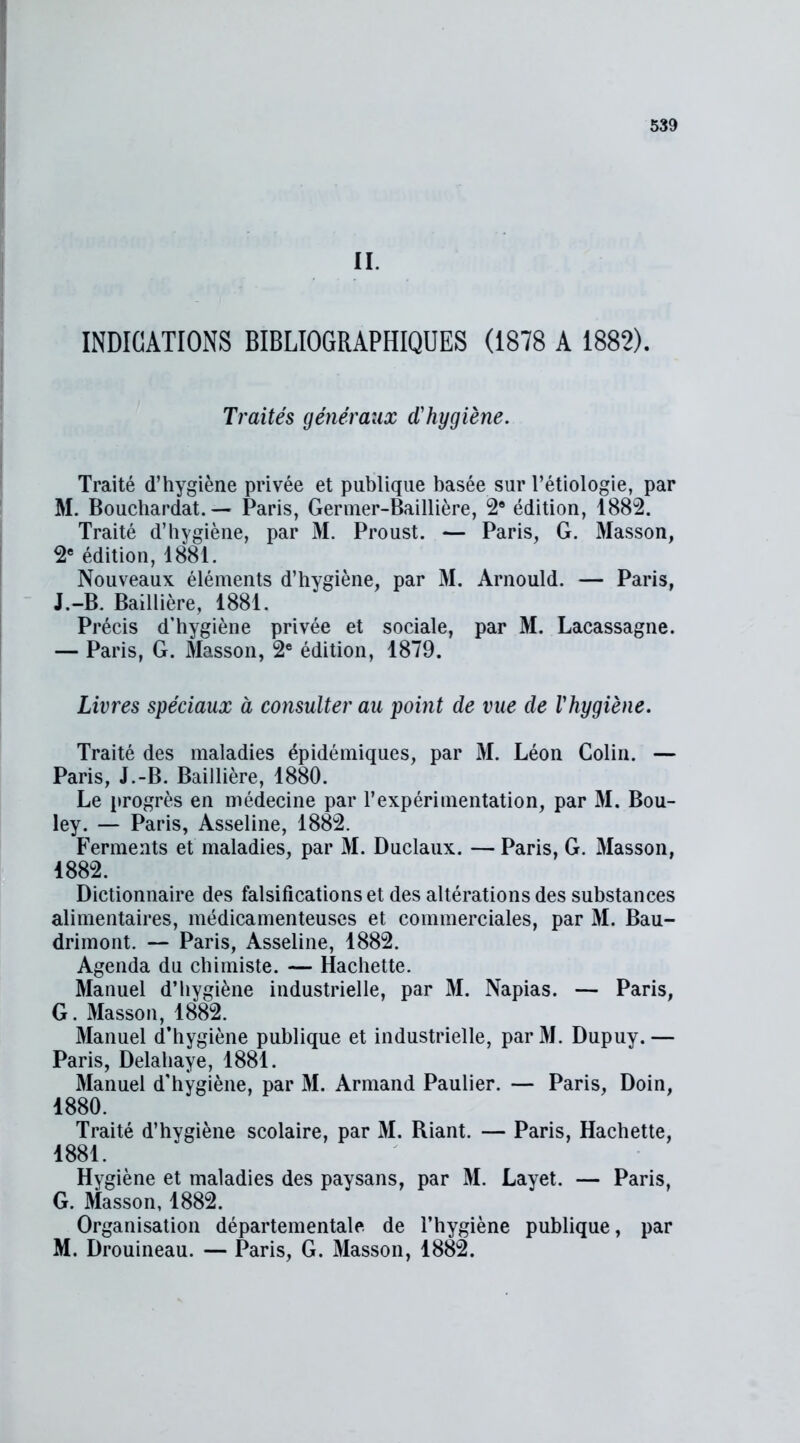 539
II.
INDICATIONS BIBLIOGRAPHIQUES (1878 A 1882).
Traités généraux d'hygiène.
Traité d'hygiène privée et publique basée sur l'étiologie, par
M. Bouchardat. — Paris, Germer-Baillière, 2e édition, 1882.
Traité d'hygiène, par M. Proust. — Paris, G. Masson,
2e édition, 1881.
Nouveaux éléments d'hygiène, par M. Arnould. — Paris,
J.-B. Baillière, 1881.
Précis d'hygiène privée et sociale, par M. Lacassagne.
— Paris, G. Masson, 2e édition, 1879.
Livres spéciaux à consulter au point de vue de l'hygiène.
Traité des maladies épidémiques, par M. Léon Colin. —
Paris, J.-B. Baillière, 1880.
Le progrès en médecine par l'expérimentation, par M. Bou-
ley. — Paris, Asseline, 1882.
Ferments et maladies, par M. Duclaux. — Paris, G. Masson,
1882.
Dictionnaire des falsifications et des altérations des substances
alimentaires, médicamenteuses et commerciales, par M. Bau-
drimont. — Paris, Asseline, 1882.
Agenda du chimiste. — Hachette.
Manuel d'hygiène industrielle, par M. Napias. — Paris,
G. Masson, 1882.
Manuel d'hygiène publique et industrielle, par M. Dupuy. —
Paris, Delahaye, 1881.
Manuel d'hygiène, par M. Armand Paulier. — Paris, Doin,
1880.
Traité d'hygiène scolaire, par M. Riant. — Paris, Hachette,
1881.
Hygiène et maladies des paysans, par M. Layet. — Paris,
G. Masson, 1882.
Organisation départementale de l'hygiène publique, par
M. Drouineau. — Paris, G. Masson, 1882.